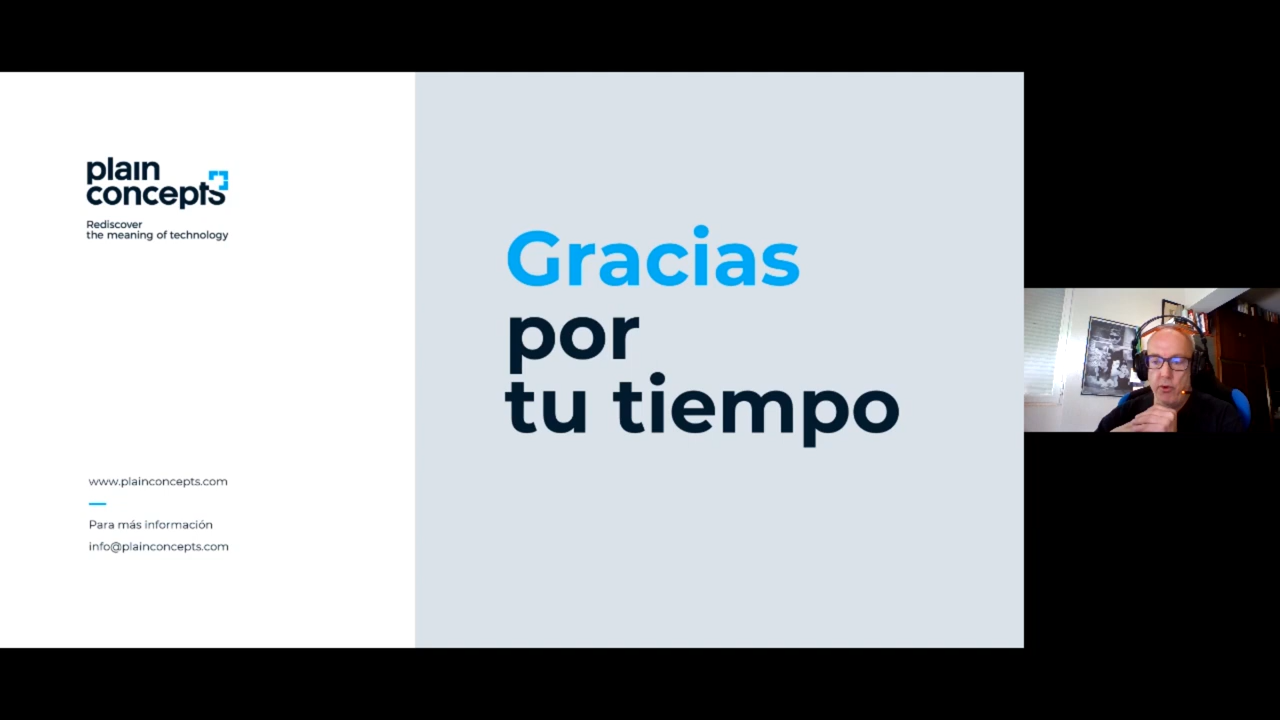 plain
concepts
Rediscover
the meaning of technology
www.plainconcepts.com
Para más información
info@plainconcepts.com
Gracias
por
tu tiempo